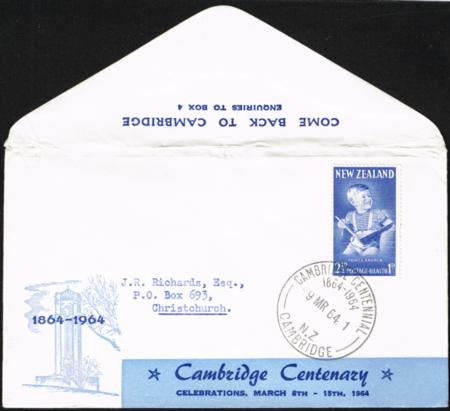 COME BACK TO CAMBRIDGE
ENQUIRIES TO BOX 4
NEW ZEALAND
PRINCE ANDREW
2½D POSTAGE-HEALTH 1D
CAMBRIDGE CENTENNIAL
1864-1964
9 MR 64. 1
N.Z
CAMBRIDGE
J.R. Richards, Esq.,
P.O. Box 693,
Christchurch.
1864-1964
★ Cambridge Centenary ★
CELEBRATIONS, MARCH 8TH - 15TH, 1964